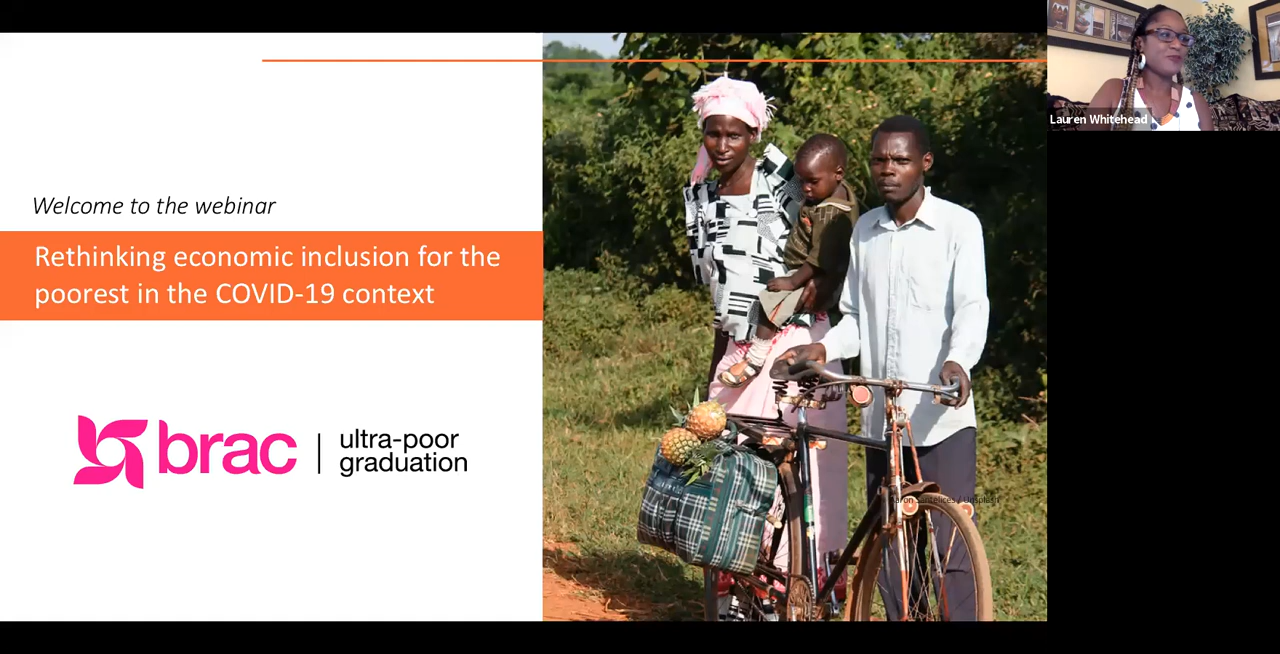 Welcome to the webinar
Rethinking economic inclusion for the
poorest in the COVID-19 context
brac
ultra-poor
graduation
Lauren Whitehead
/ Unsplash